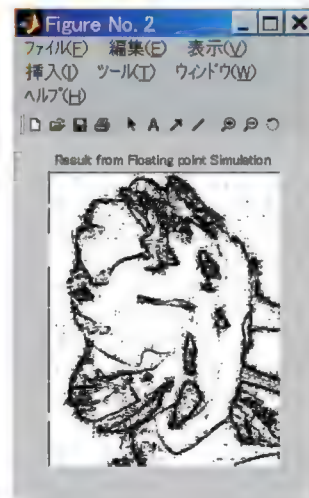 Figure No. 2
ファイル(F) 編集(E) 表示(V)
挿入(I) ツール(T) ウィンドウ(W)
ヘルプ(H)
A
Result from Floating point Simulation